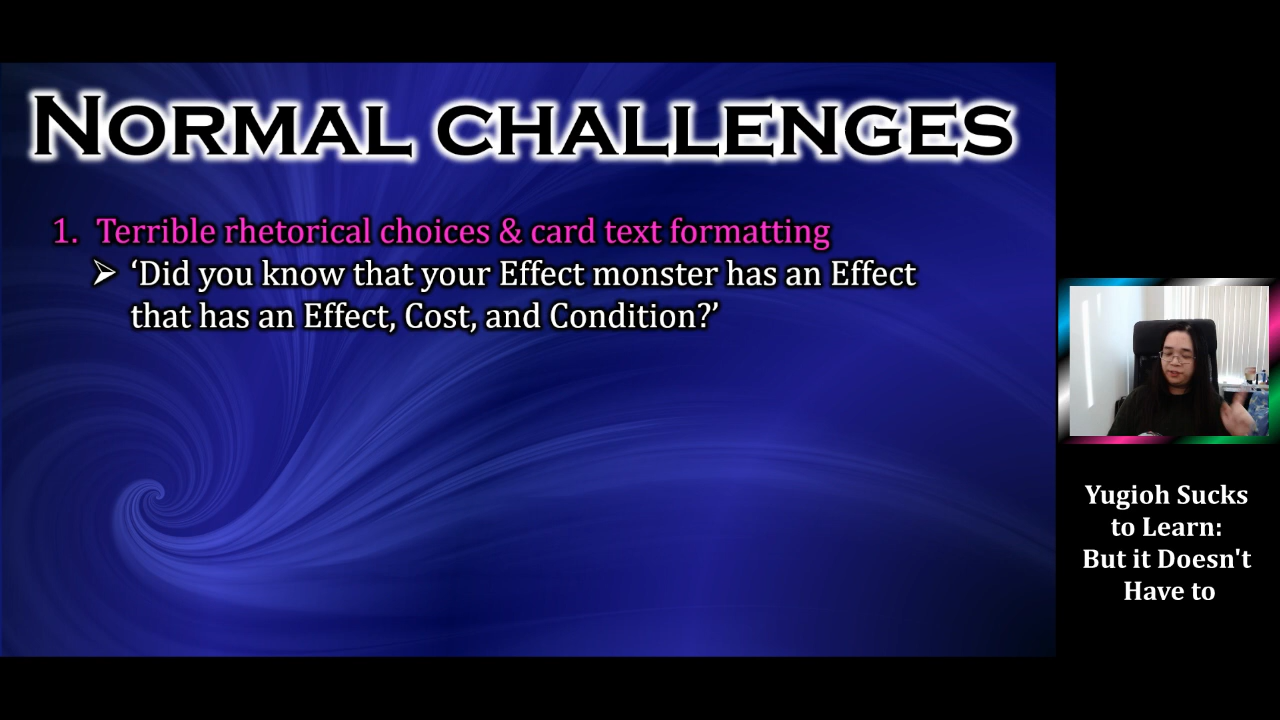 NORMAL CHALLENGES
1. Terrible rhetorical choices & card text formatting
➢ ‘Did you know that your Effect monster has an Effect
that has an Effect, Cost, and Condition?’
Yugioh Sucks
to Learn:
But it Doesn't
Have to